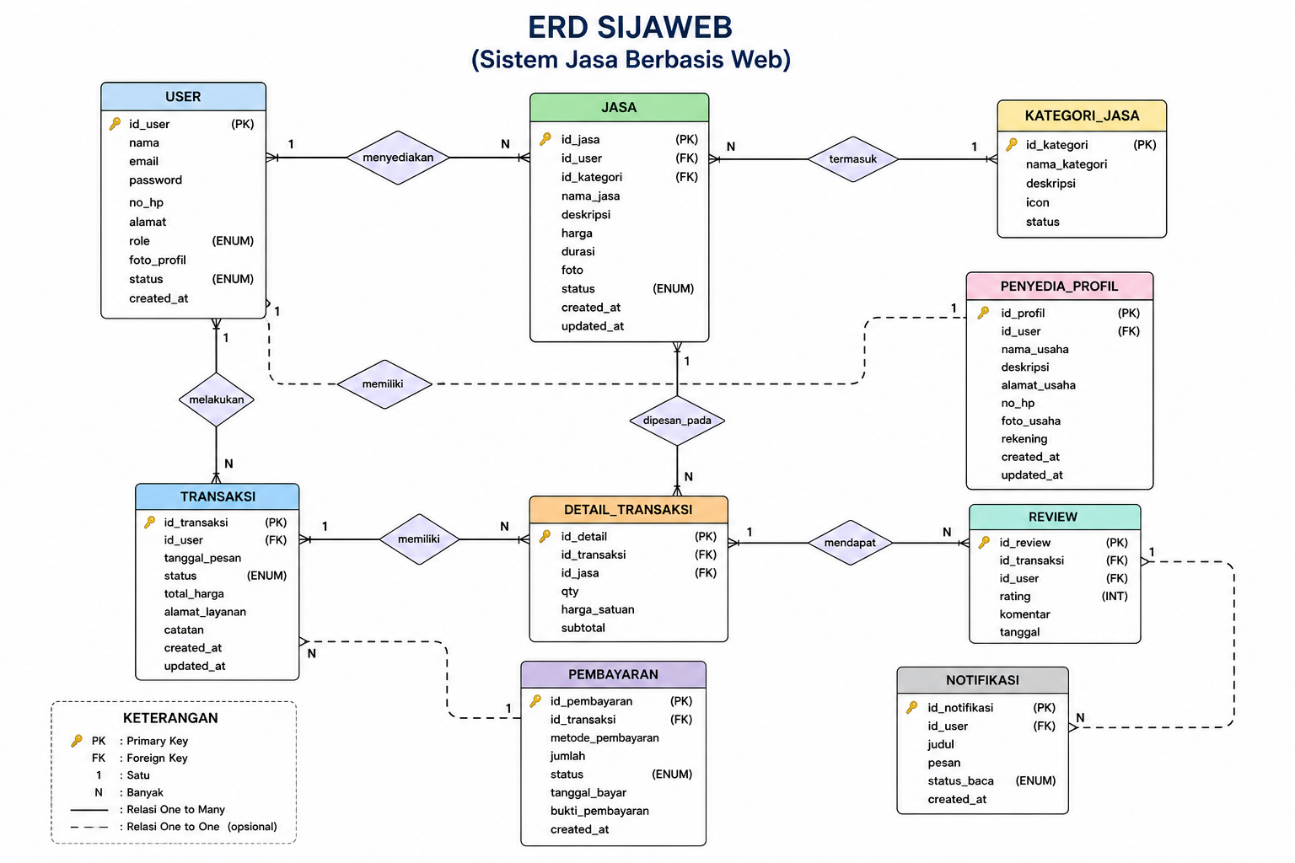 ERD SIJAWEB
(Sistem Jasa Berbasis Web)
USER
id_user (PK)
nama
email
password
no_hp
alamat
role (ENUM)
foto_profil
status (ENUM)
created_at
1
menyediakan
N
JASA
id_jasa (PK)
id_user (FK)
id_kategori (FK)
nama_jasa
deskripsi
harga
durasi
foto
status (ENUM)
created_at
updated_at
N
termasuk
1
KATEGORI_JASA
id_kategori (PK)
nama_kategori
deskripsi
icon
status
1
memiliki
1
PENYEDIA_PROFIL
id_profil (PK)
id_user (FK)
nama_usaha
deskripsi
alamat_usaha
no_hp
foto_usaha
rekening
created_at
updated_at
1
melakukan
N
1
dipesan_pada
N
TRANSAKSI
id_transaksi (PK)
id_user (FK)
tanggal_pesan
status (ENUM)
total_harga
alamat_layanan
catatan
created_at
updated_at
1
memiliki
N
DETAIL_TRANSAKSI
id_detail (PK)
id_transaksi (FK)
id_jasa (FK)
qty
harga_satuan
subtotal
1
mendapat
N
REVIEW
id_review (PK)
id_transaksi (FK)
id_user (FK)
rating (INT)
komentar
tanggal
1
N
N
1
PEMBAYARAN
id_pembayaran (PK)
id_transaksi (FK)
metode_pembayaran
jumlah
status (ENUM)
tanggal_bayar
bukti_pembayaran
created_at
NOTIFIKASI
id_notifikasi (PK)
id_user (FK)
judul
pesan
status_baca (ENUM)
created_at
KETERANGAN
PK : Primary Key
FK : Foreign Key
1 : Satu
N : Banyak
: Relasi One to Many
: Relasi One to One (opsional)